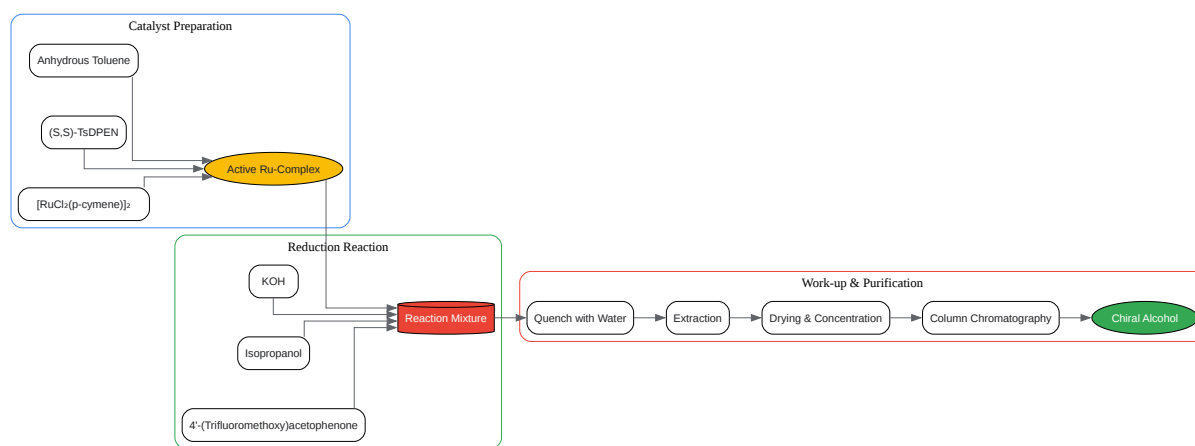 Catalyst Preparation
Anhydrous Toluene
(S,S)-TsDPEN
Active Ru-Complex
[RuCl₂(p-cymene)]₂
Reduction Reaction
KOH
Work-up & Purification
Reaction Mixture
Quench with Water
Extraction
Drying & Concentration
Column Chromatography
Chiral Alcohol
Isopropanol
4'-(Trifluoromethoxy)acetophenone